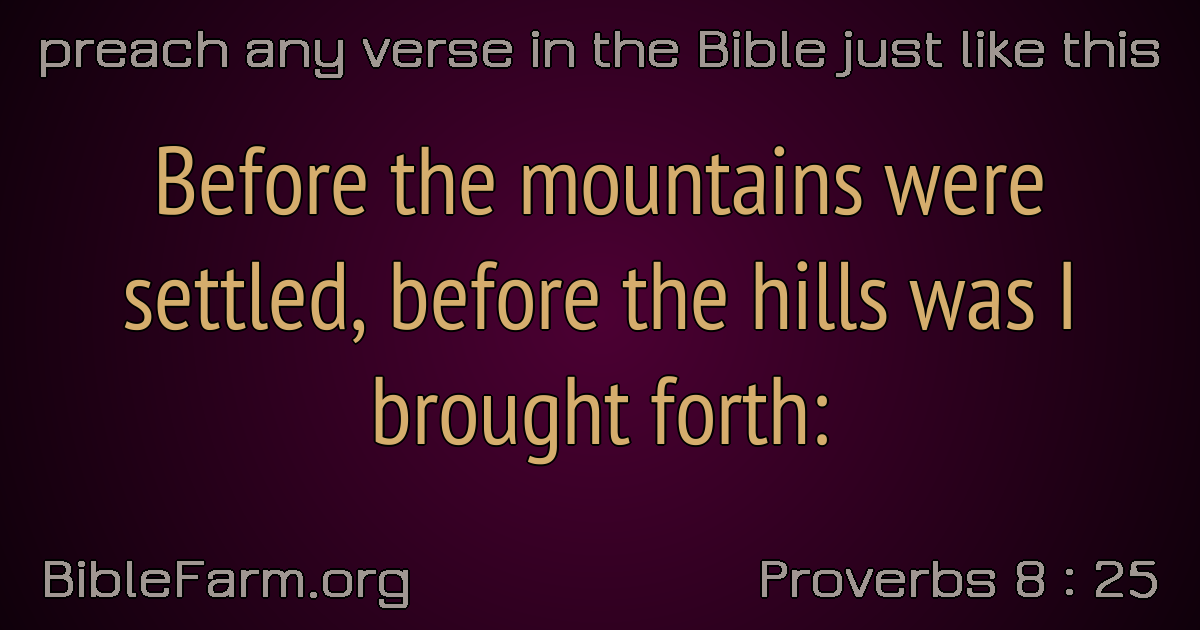 preach any verse in the Bible just like this
Before the mountains were
settled, before the hills was I
brought forth:
BibleFarm.org
Proverbs 8 : 25